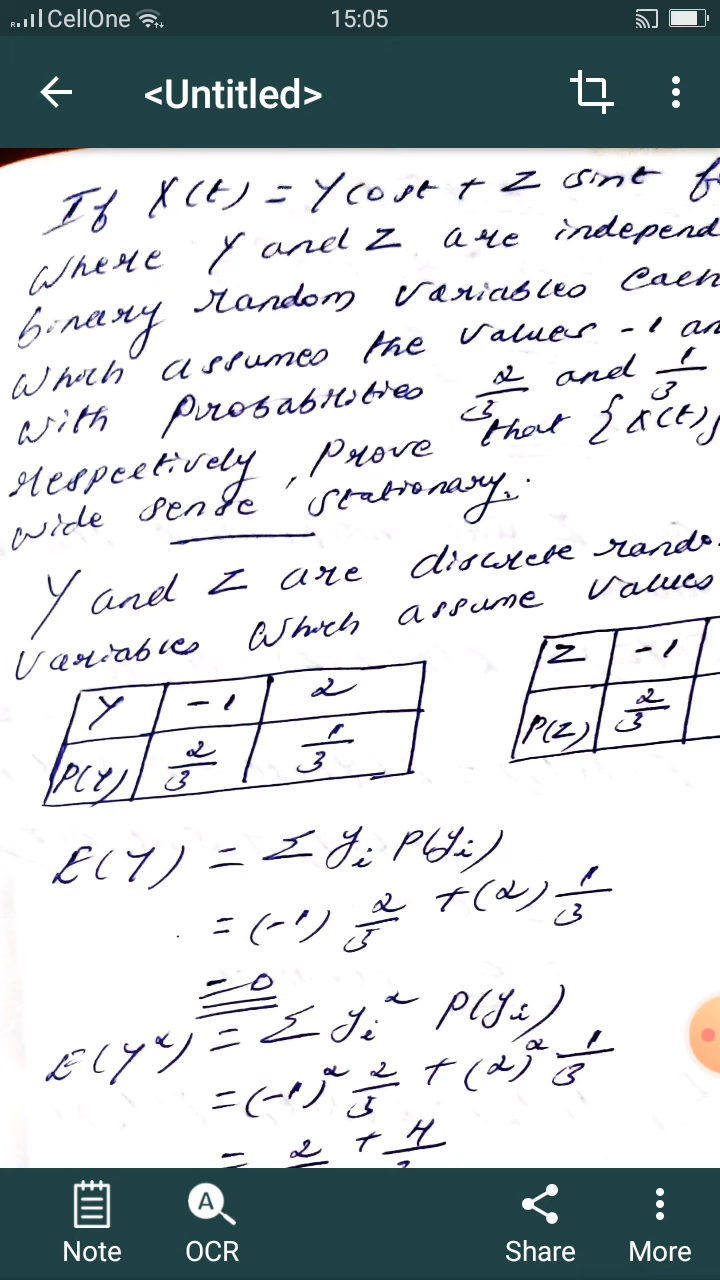 CellOne 15:05
<Untitled>
If X(t) = Y cost + Z sint
Where Y and Z are independ
binary random variables each
Which assumes the values -1 an
with probabilities 2/3 and 1/3
respectively, Prove that {X(t)}
wide sense stationary.
Y and Z are discrete rando
variables which assume values
Y -1 2
P(Y) 2/3 1/3
Z -1
P(Z) 2/3
E(Y) = Σ yi P(yi)
= (-1) 2/3 + (2) 1/3
= 0
E(Y²) = Σ yi² P(yi)
= (-1)² 2/3 + (2)² 1/3
= 2 + 4
Note OCR Share More